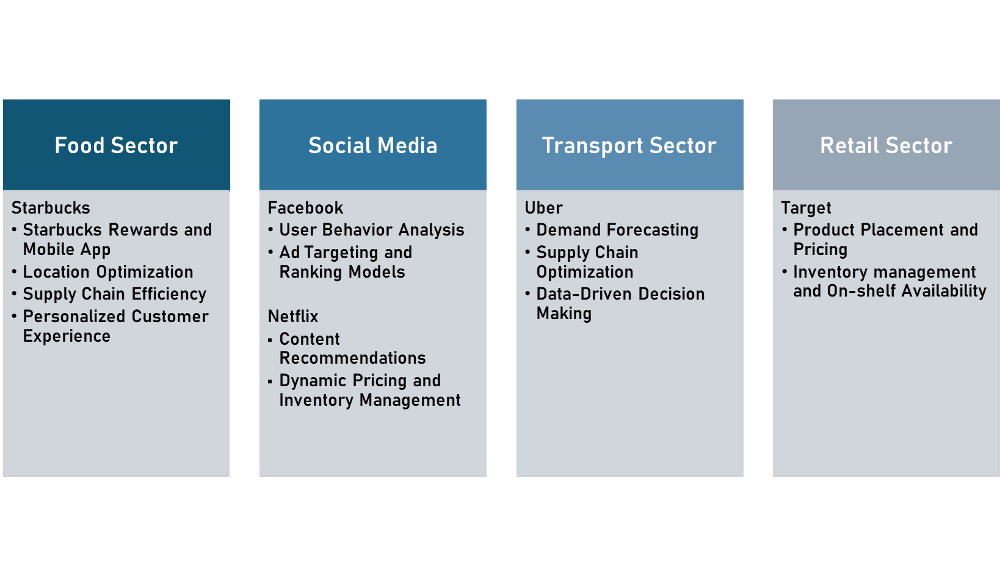 Food Sector
Starbucks
• Starbucks Rewards and
Mobile App
• Location Optimization
• Supply Chain Efficiency
• Personalized Customer
Experience
Social Media
Facebook
• User Behavior Analysis
• Ad Targeting and
Ranking Models
Netflix
▪ Content
Recommendations
▪ Dynamic Pricing and
Inventory Management
Transport Sector
Uber
• Demand Forecasting
• Supply Chain
Optimization
• Data-Driven Decision
Making
Retail Sector
Target
• Product Placement and
Pricing
• Inventory management
and On-shelf Availability